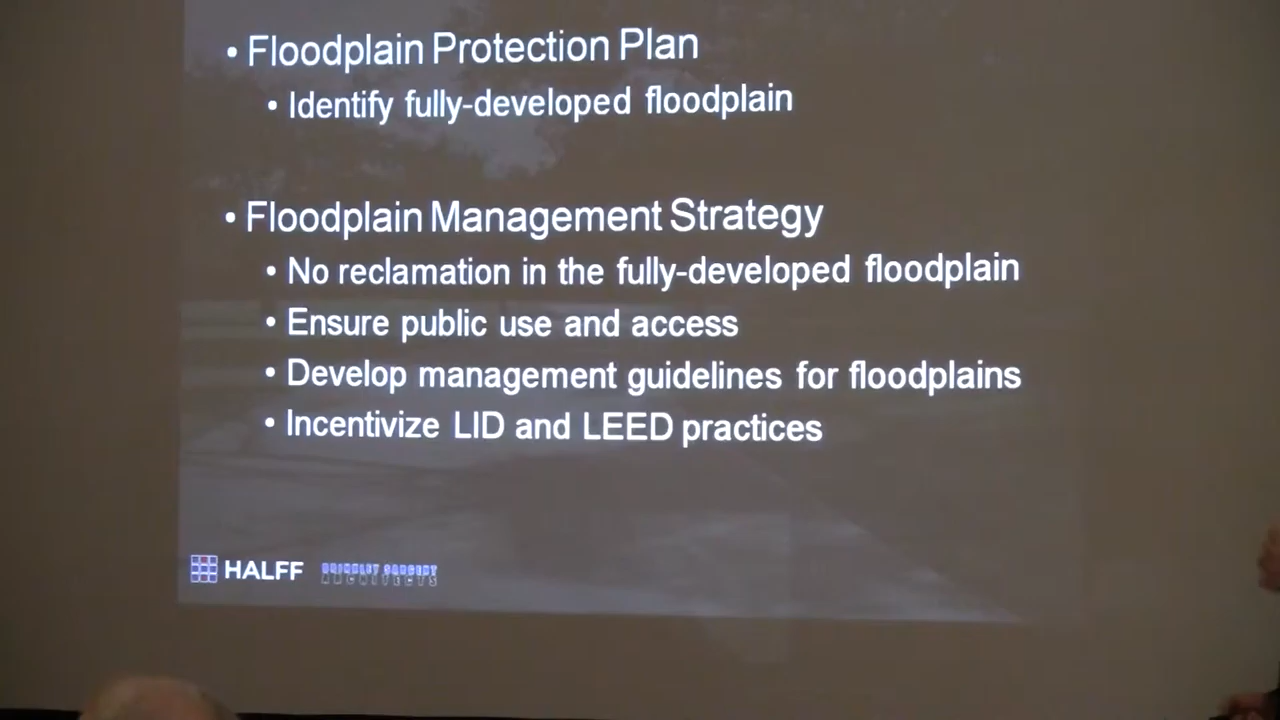 • Floodplain Protection Plan
• Identify fully-developed floodplain
• Floodplain Management Strategy
• No reclamation in the fully-developed floodplain
• Ensure public use and access
• Develop management guidelines for floodplains
• Incentivize LID and LEED practices
HALFF
ARCHITECTS